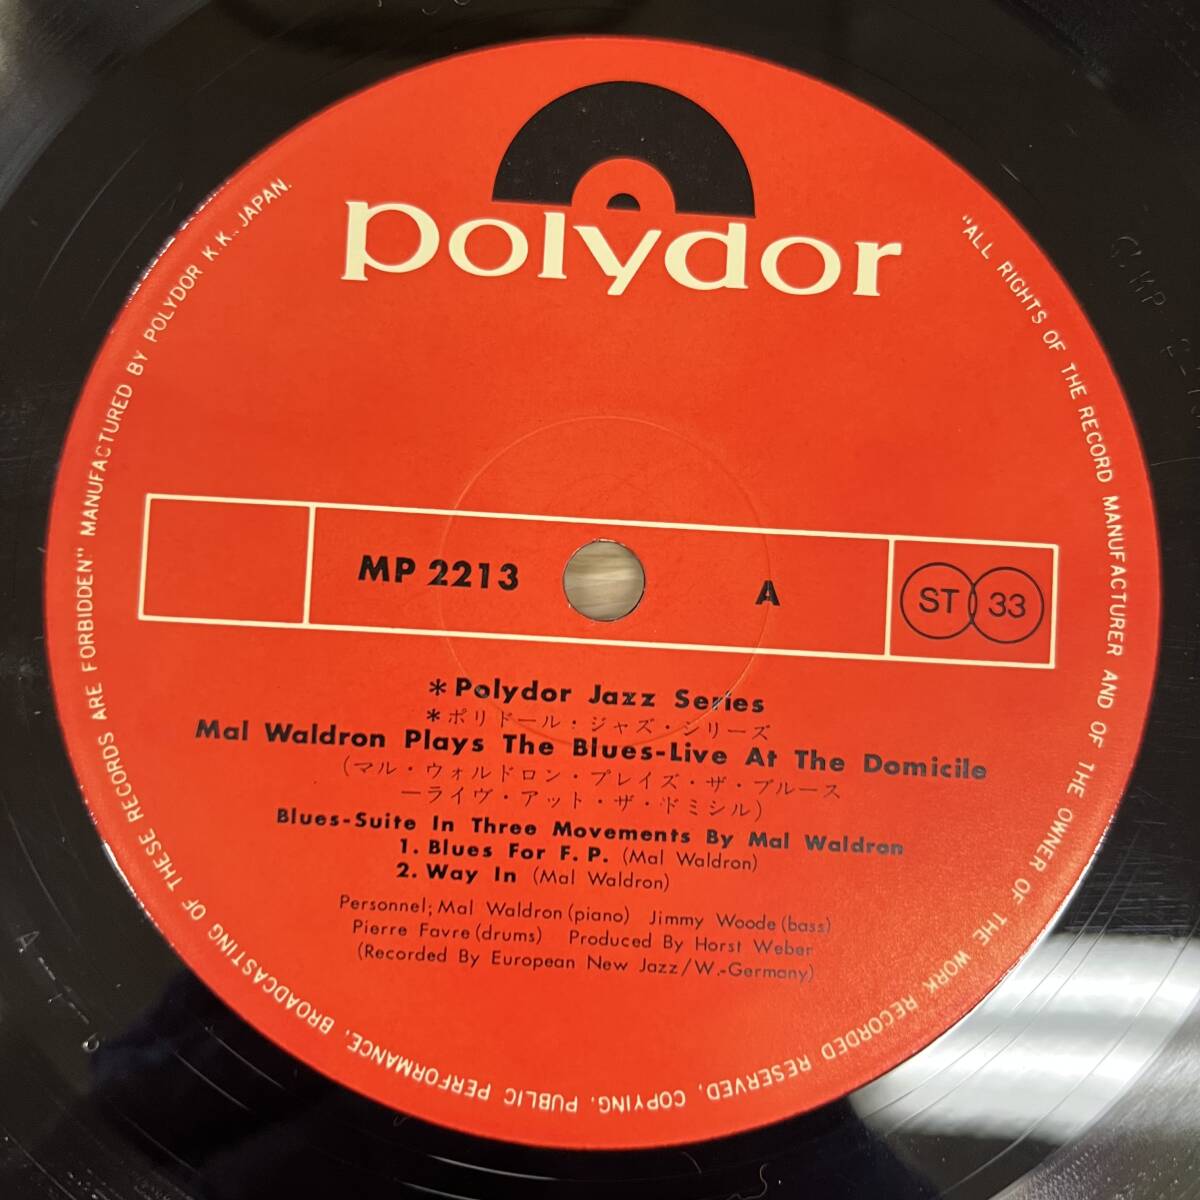 polydor
MP 2213
A
ST 33
*Polydor Jazz Series
*ポリドール・ジャズ・シリーズ
Mal Waldron Plays The Blues-Live At The Domicile
(マル・ウォルドロン・プレイズ・ザ・ブルース
—ライヴ・アット・ザ・ドミシル)
Blues-Suite In Three Movements By Mal Waldron
1. Blues For F. P. (Mal Waldron)
2. Way In (Mal Waldron)
Personnel; Mal Waldron (piano) Jimmy Woode (bass)
Pierre Favre (drums) Produced By Horst Weber
(Recorded By European New Jazz/W.-Germany)
"ALL RIGHTS OF THE RECORD MANUFACTURER AND OF THE OWNER OF THE WORK RECORDED RESERVED. COPYING, PUBLIC PERFORMANCE, BROADCASTING OF THESE RECORDS ARE FORBIDDEN" MANUFACTURED BY POLYDOR K.K., JAPAN.